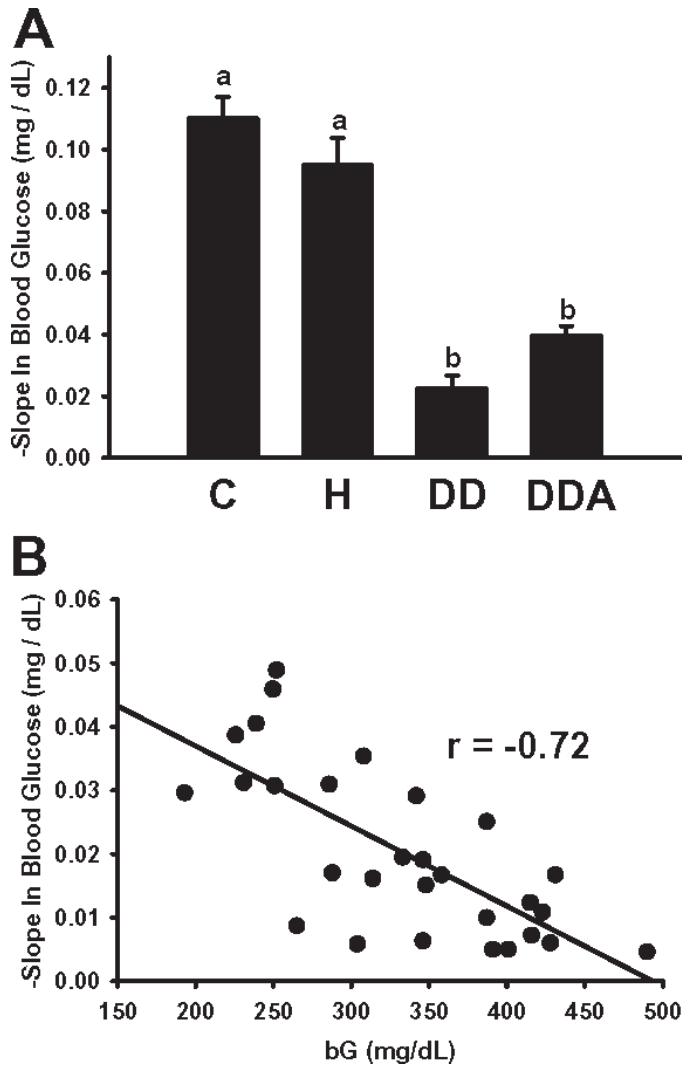 A
-Slope ln Blood Glucose (mg / dL)
0.12
0.10
0.08
0.06
0.04
0.02
0.00
a
a
b
b
C H DD DDA
B
-Slope ln Blood Glucose (mg / dL)
0.06
0.05
0.04
0.03
0.02
0.01
0.00
r = -0.72
150 200 250 300 350 400 450 500
bG (mg/dL)